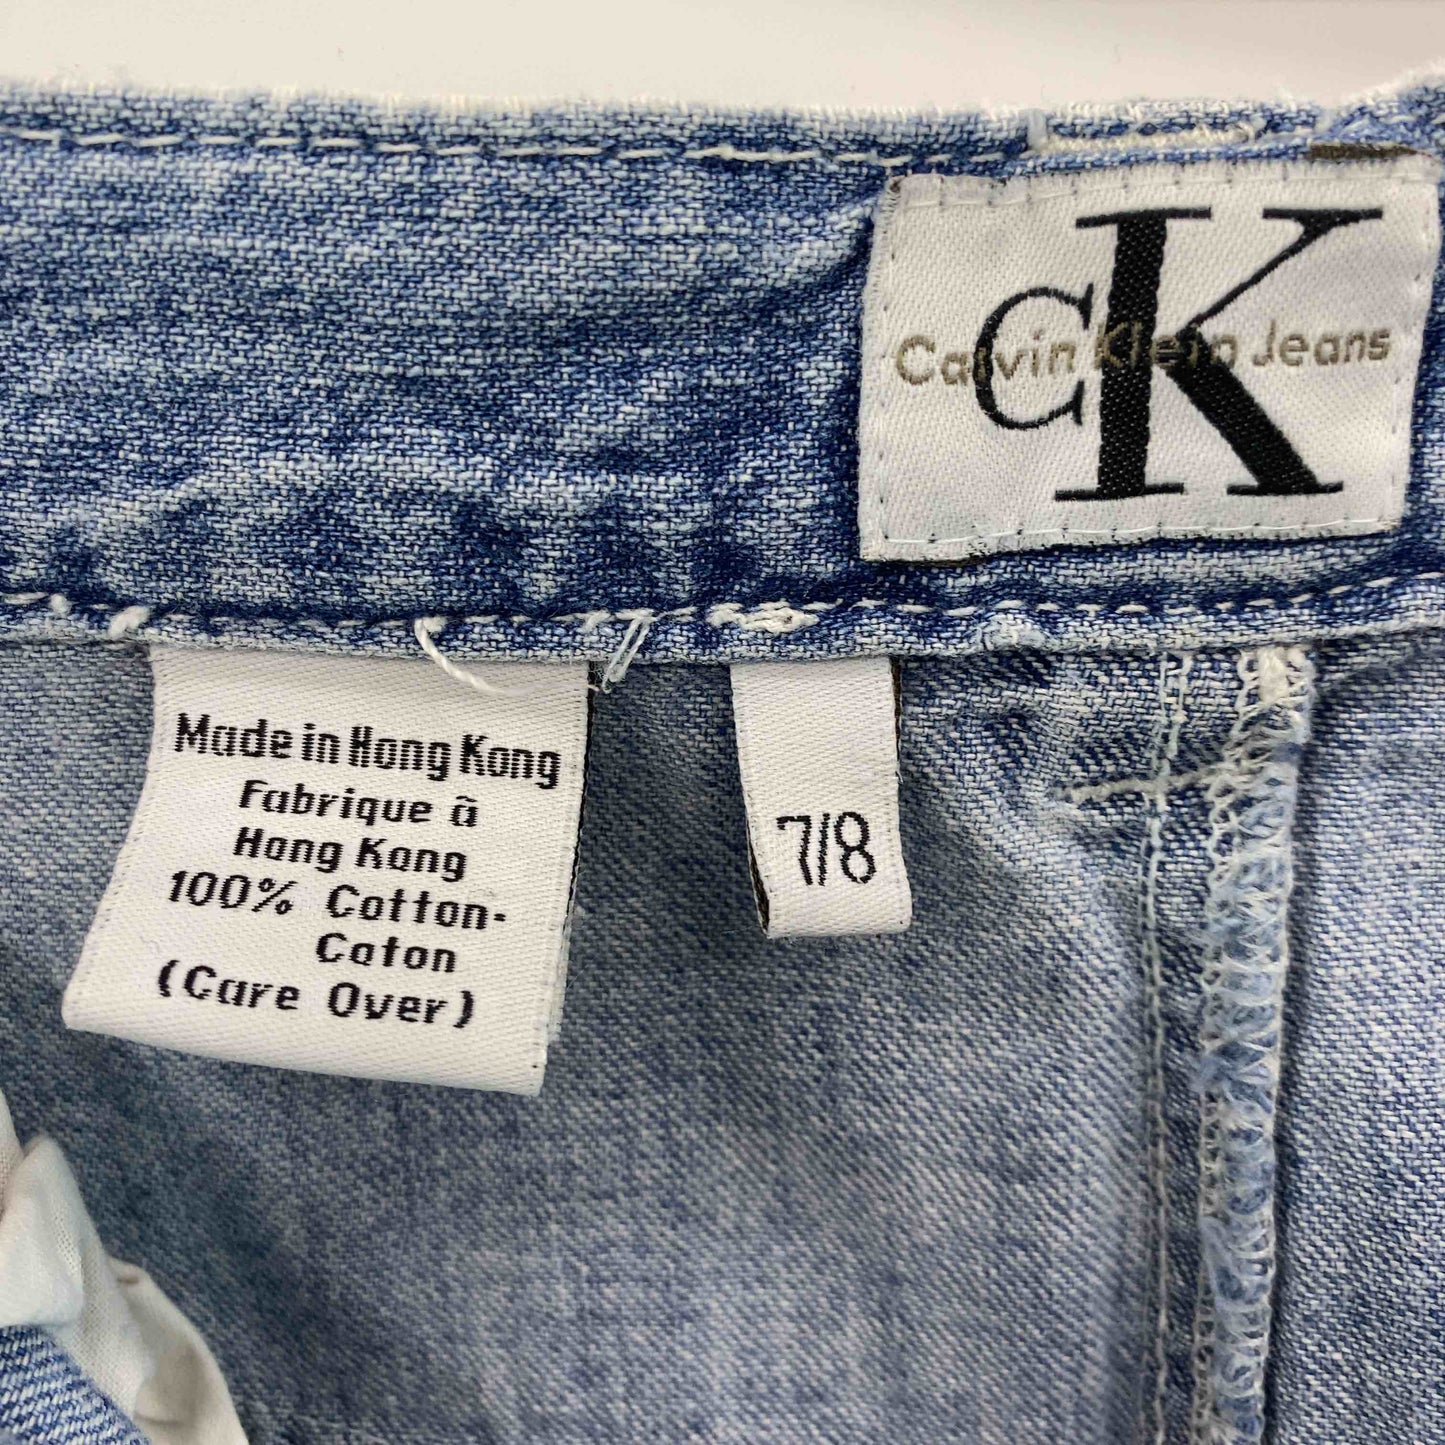 CK
Calvin Klein Jeans
Made in Hong Kong
Fabrique ã
Hong Kong
100% Cotton-
Coton
(Care Over)
7/8